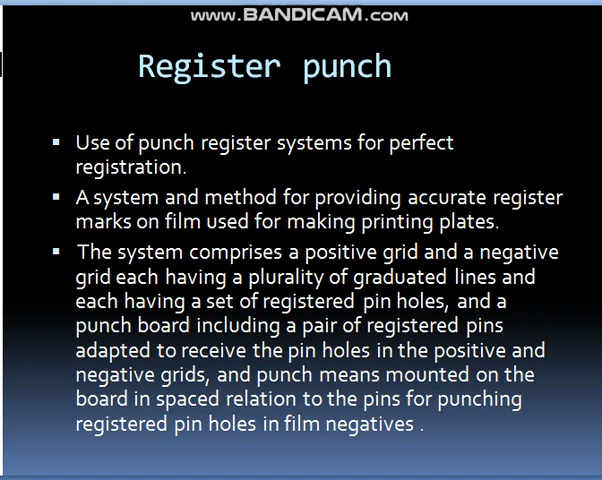 www.BANDICAM.com
Register punch
▪ Use of punch register systems for perfect
registration.
▪ A system and method for providing accurate register
marks on film used for making printing plates.
▪ The system comprises a positive grid and a negative
grid each having a plurality of graduated lines and
each having a set of registered pin holes, and a
punch board including a pair of registered pins
adapted to receive the pin holes in the positive and
negative grids, and punch means mounted on the
board in spaced relation to the pins for punching
registered pin holes in film negatives .